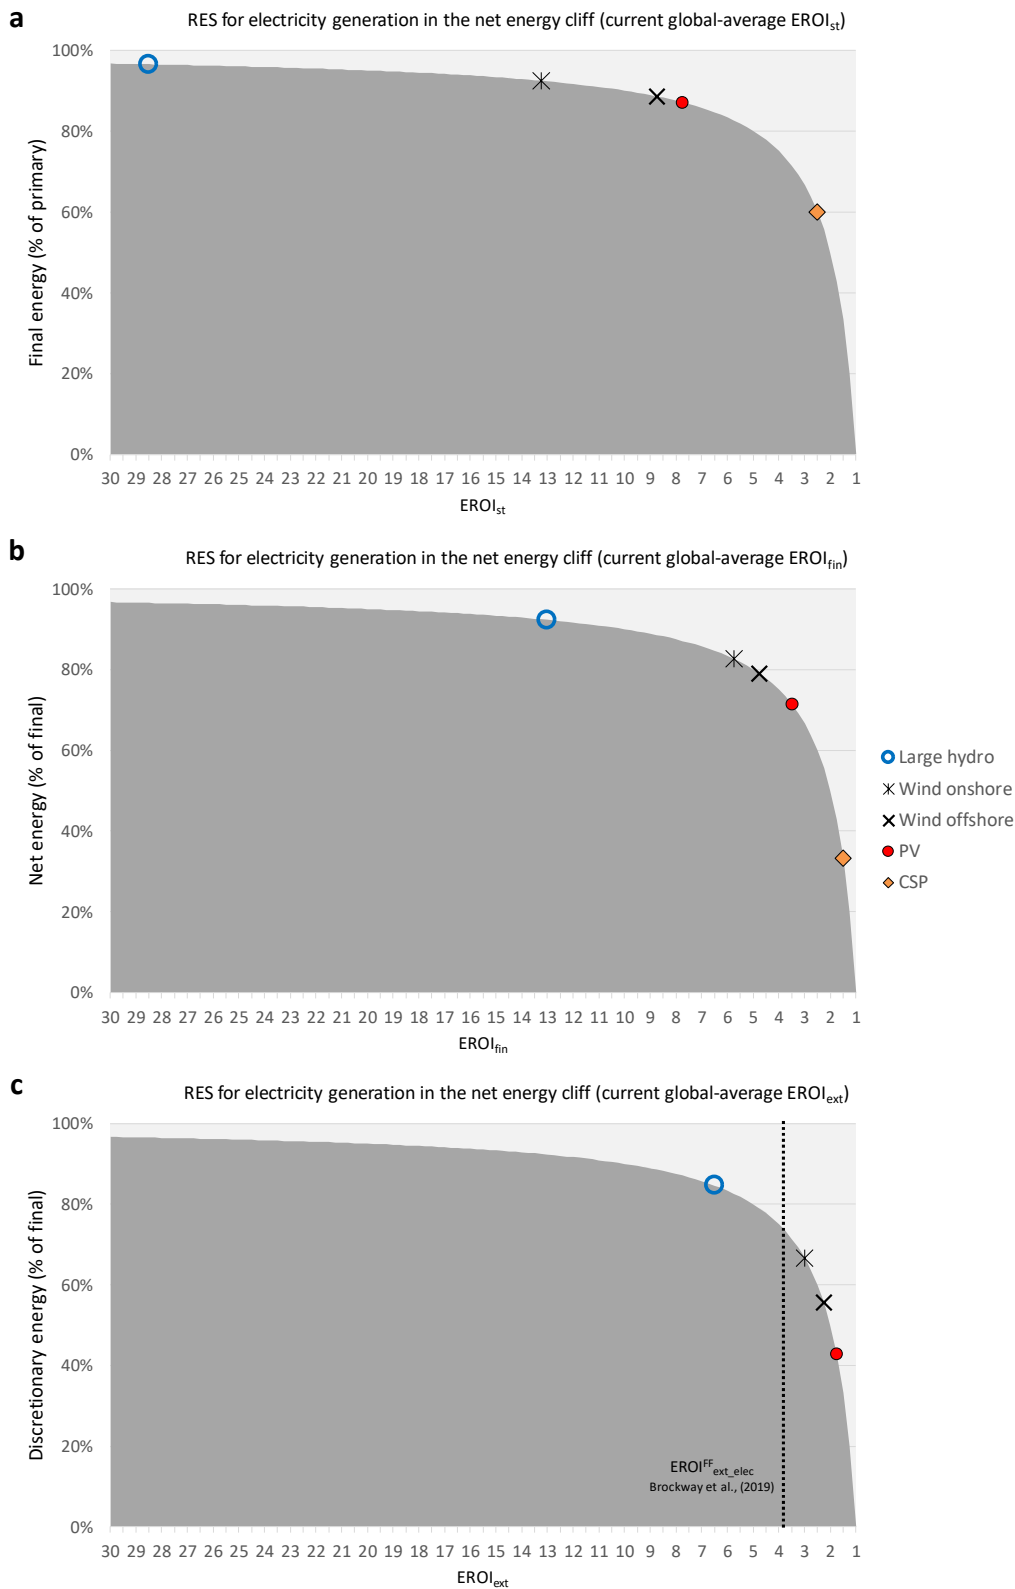 a
RES for electricity generation in the net energy cliff (current global-average EROIst)
100%
80%
60%
40%
20%
0%
Final energy (% of primary)
30 29 28 27 26 25 24 23 22 21 20 19 18 17 16 15 14 13 12 11 10 9 8 7 6 5 4 3 2 1
EROIst
b
RES for electricity generation in the net energy cliff (current global-average EROIfin)
100%
80%
60%
40%
20%
0%
Net energy (% of final)
30 29 28 27 26 25 24 23 22 21 20 19 18 17 16 15 14 13 12 11 10 9 8 7 6 5 4 3 2 1
EROIfin
Large hydro
Wind onshore
Wind offshore
PV
CSP
c
RES for electricity generation in the net energy cliff (current global-average EROIext)
100%
80%
60%
40%
20%
0%
Discretionary energy (% of final)
EROIFFext_elec
Brockway et al., (2019)
30 29 28 27 26 25 24 23 22 21 20 19 18 17 16 15 14 13 12 11 10 9 8 7 6 5 4 3 2 1
EROIext